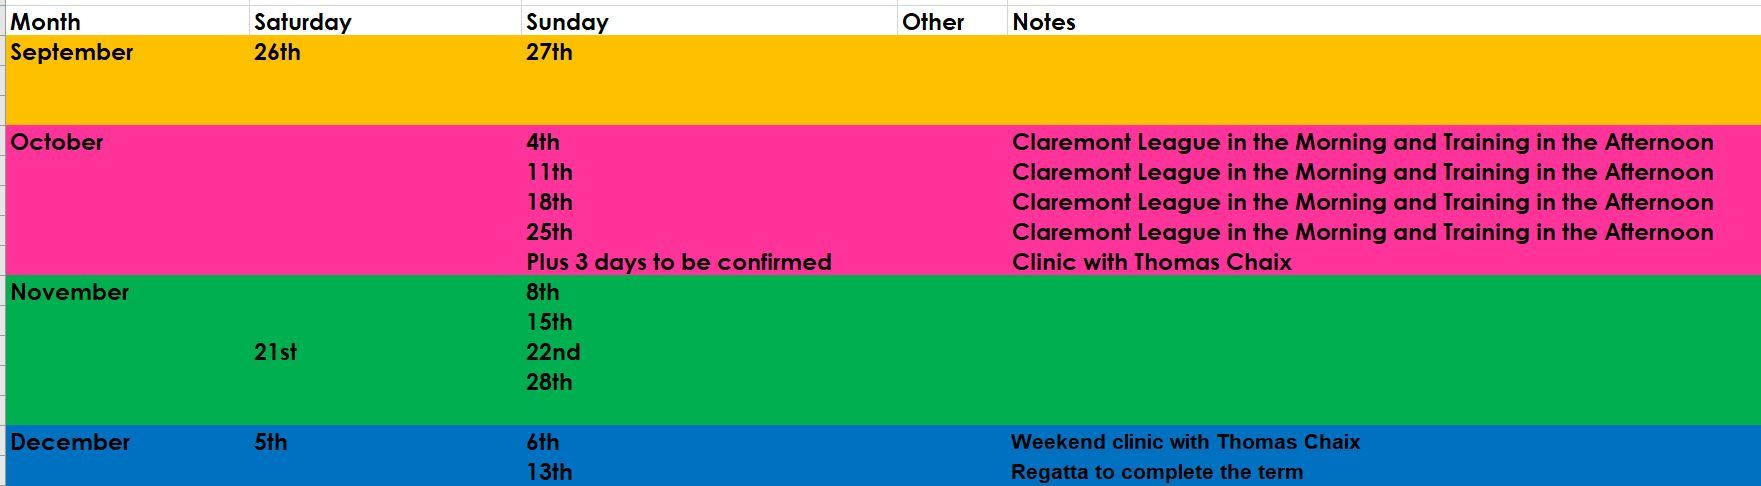 Month Saturday Sunday Other Notes
September 26th 27th
October 4th Claremont League in the Morning and Training in the Afternoon
11th Claremont League in the Morning and Training in the Afternoon
18th Claremont League in the Morning and Training in the Afternoon
25th Claremont League in the Morning and Training in the Afternoon
Plus 3 days to be confirmed Clinic with Thomas Chaix
November 8th
15th
21st 22nd
28th
December 5th 6th Weekend clinic with Thomas Chaix
13th Regatta to complete the term